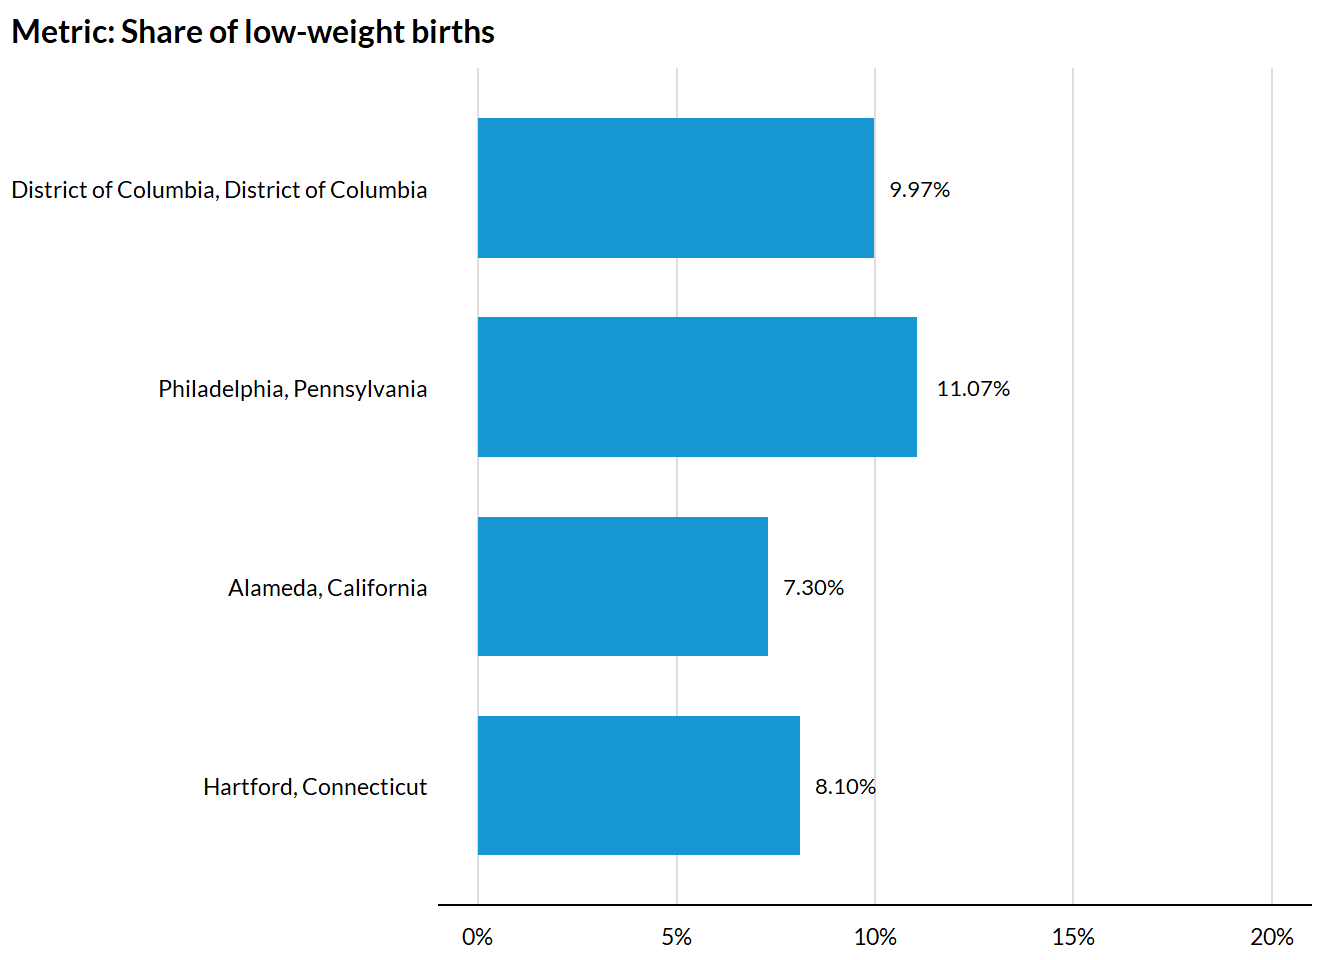 Metric: Share of low-weight births
District of Columbia, District of Columbia
9.97%
Philadelphia, Pennsylvania
11.07%
Alameda, California
7.30%
Hartford, Connecticut
8.10%
0%
5%
10%
15%
20%